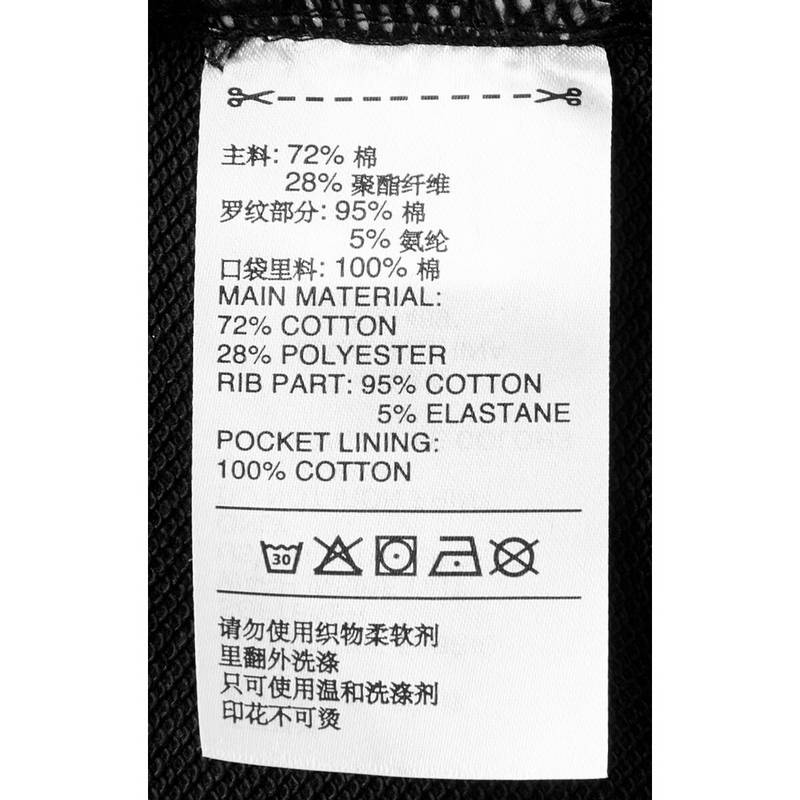 主料: 72% 棉
28% 聚酯纤维
罗纹部分: 95% 棉
5% 氨纶
口袋里料: 100% 棉
MAIN MATERIAL:
72% COTTON
28% POLYESTER
RIB PART: 95% COTTON
5% ELASTANE
POCKET LINING:
100% COTTON
30
请勿使用织物柔软剂
里翻外洗涤
只可使用温和洗涤剂
印花不可烫